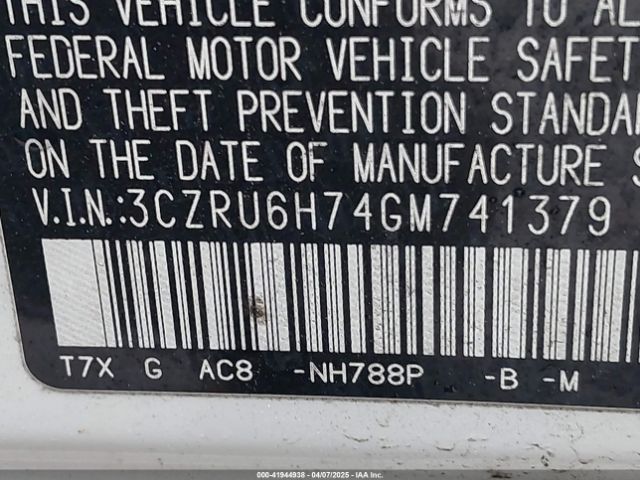 THIS VEHICLE CONFORMS TO AL
FEDERAL MOTOR VEHICLE SAFET
AND THEFT PREVENTION STANDA
ON THE DATE OF MANUFACTURE S
V.I.N.:3CZRU6H74GM741379
T7X G AC8 -NH788P -B -M
00-41944938 04/07/2025 - IAA Inc.